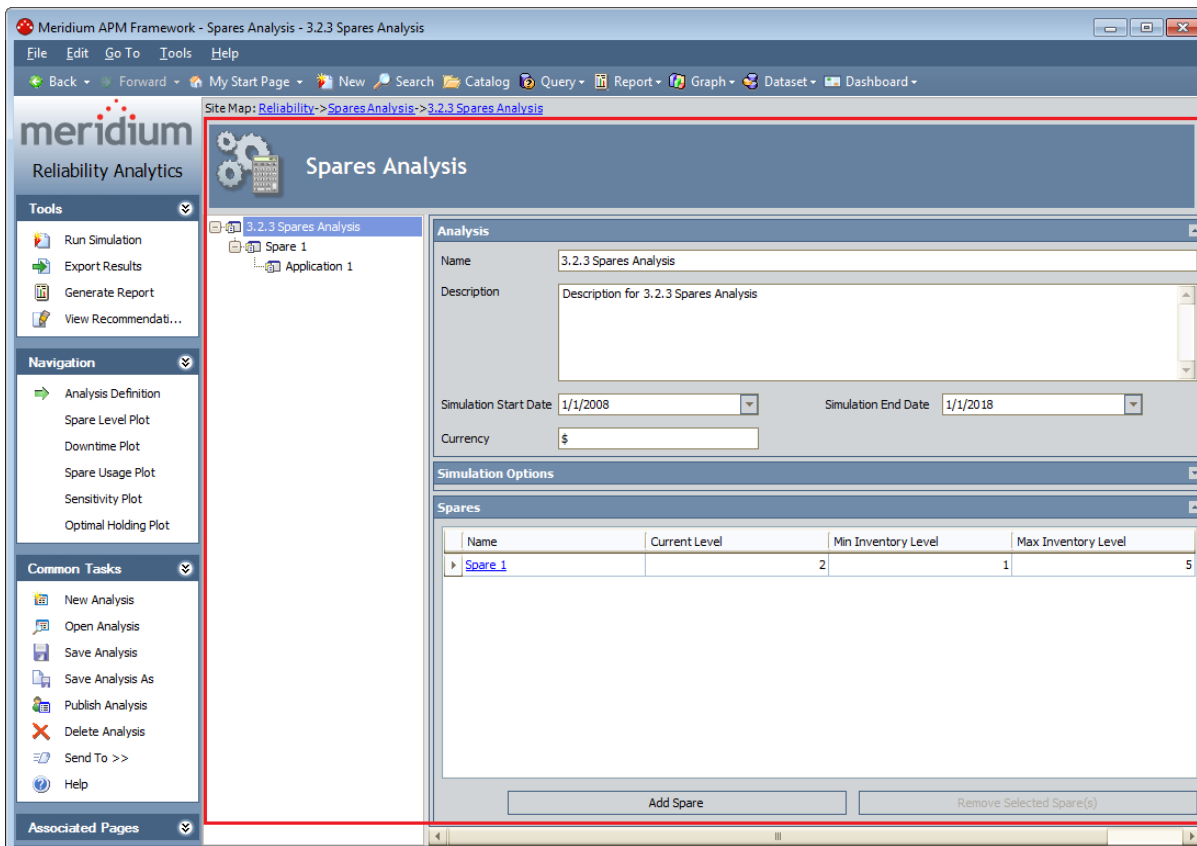 Meridium APM Framework - Spares Analysis - 3.2.3 Spares Analysis
File Edit Go To Tools Help
Back Forward My Start Page New Search Catalog Query Report Graph Dataset Dashboard
Site Map: Reliability->Spares Analysis->3.2.3 Spares Analysis
meridium
Reliability Analytics
Tools
Run Simulation
Export Results
Generate Report
View Recommendati...
Navigation
Analysis Definition
Spare Level Plot
Downtime Plot
Spare Usage Plot
Sensitivity Plot
Optimal Holding Plot
Common Tasks
New Analysis
Open Analysis
Save Analysis
Save Analysis As
Publish Analysis
Delete Analysis
Send To >>
Help
Associated Pages
Spares Analysis
3.2.3 Spares Analysis
Spare 1
Application 1
Analysis
Name 3.2.3 Spares Analysis
Description Description for 3.2.3 Spares Analysis
Simulation Start Date 1/1/2008 Simulation End Date 1/1/2018
Currency $
Simulation Options
Spares
Name Current Level Min Inventory Level Max Inventory Level
Spare 1 2 1 5
Add Spare Remove Selected Spare(s)